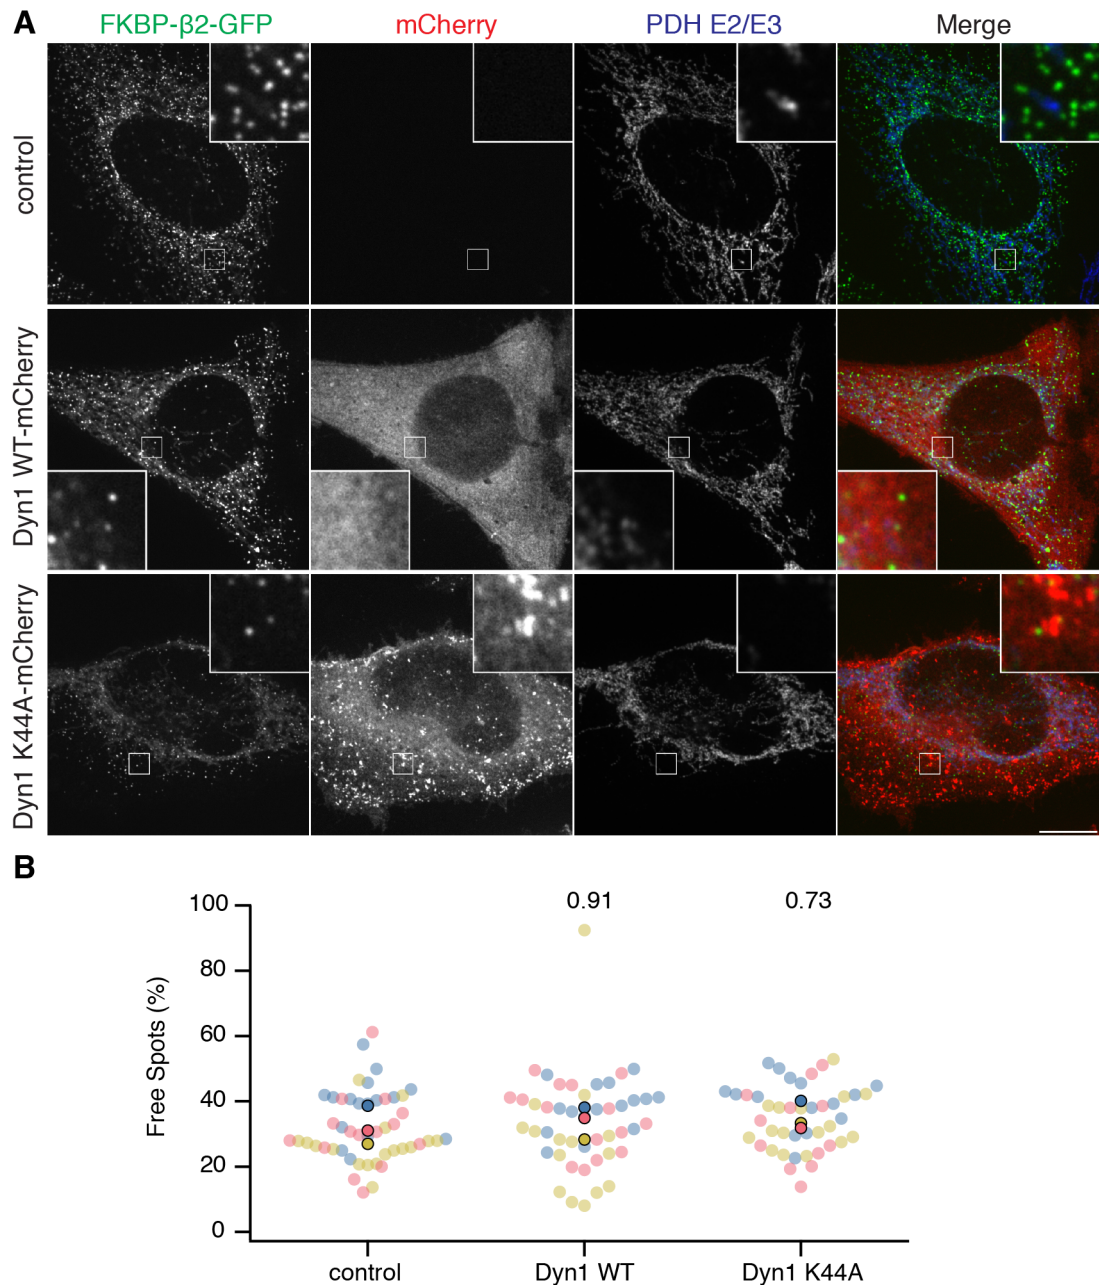 A
FKBP-β2-GFP mCherry PDH E2/E3 Merge
control
Dyn1 WT-mCherry
Dyn1 K44A-mCherry
B
0.91 0.73
Free Spots (%)
100
80
60
40
20
0
control Dyn1 WT Dyn1 K44A